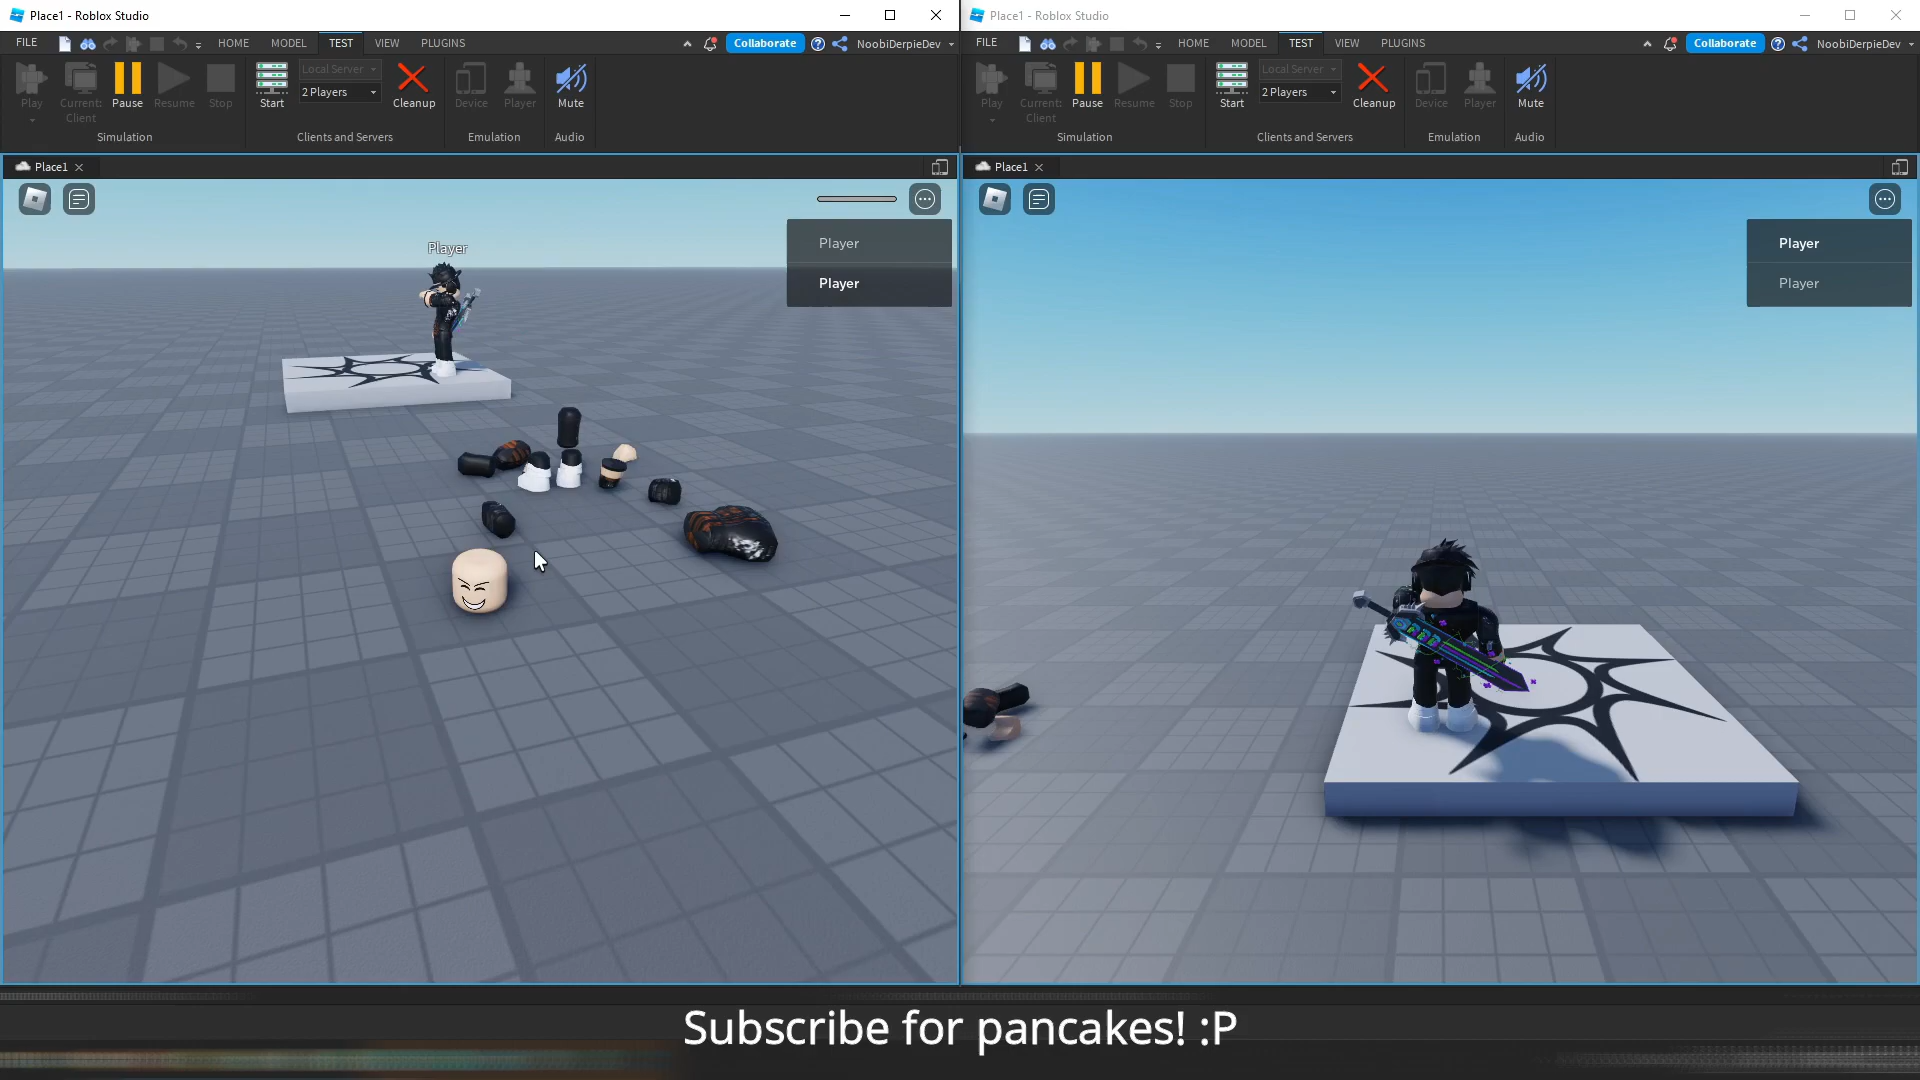 Place1 - Roblox Studio
FILE HOME MODEL TEST VIEW PLUGINS Collaborate NoobiDerpieDev
Play Current: Client Pause Resume Stop Start Local Server 2 Players Cleanup Device Player Mute
Simulation Clients and Servers Emulation Audio
Place1
Player
Player
Player
Place1 - Roblox Studio
FILE HOME MODEL TEST VIEW PLUGINS Collaborate NoobiDerpieDev
Play Current: Client Pause Resume Stop Start Local Server 2 Players Cleanup Device Player Mute
Simulation Clients and Servers Emulation Audio
Place1
Player
Player
Subscribe for pancakes! :P